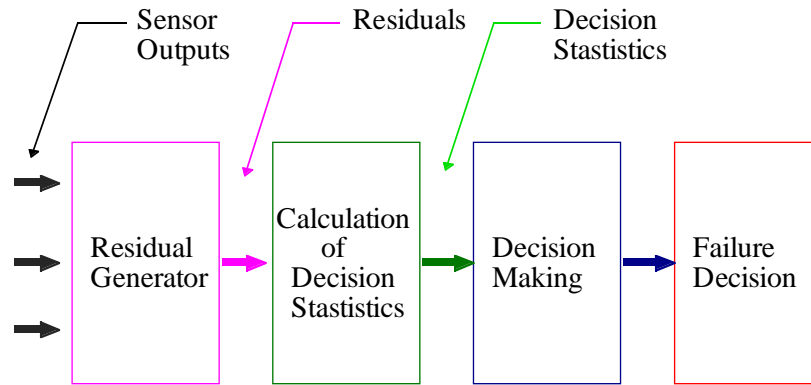 Sensor
Outputs
Residuals
Decision
Stastistics
Residual
Generator
Calculation
of
Decision
Stastistics
Decision
Making
Failure
Decision